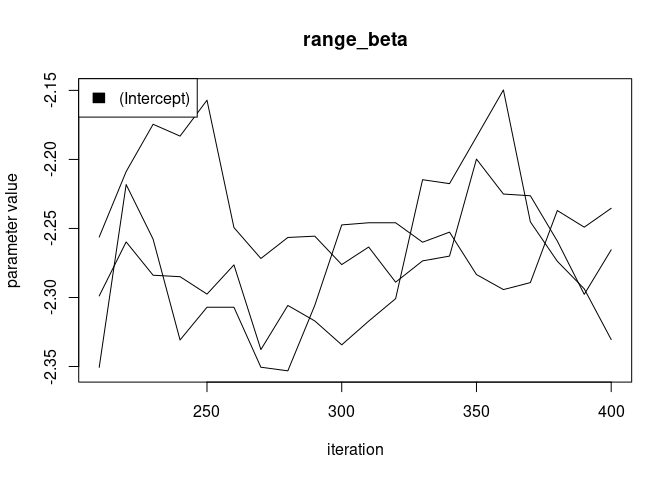 range_beta
(Intercept)
parameter value
-2.15
-2.20
-2.25
-2.30
-2.35
250 300 350 400
iteration